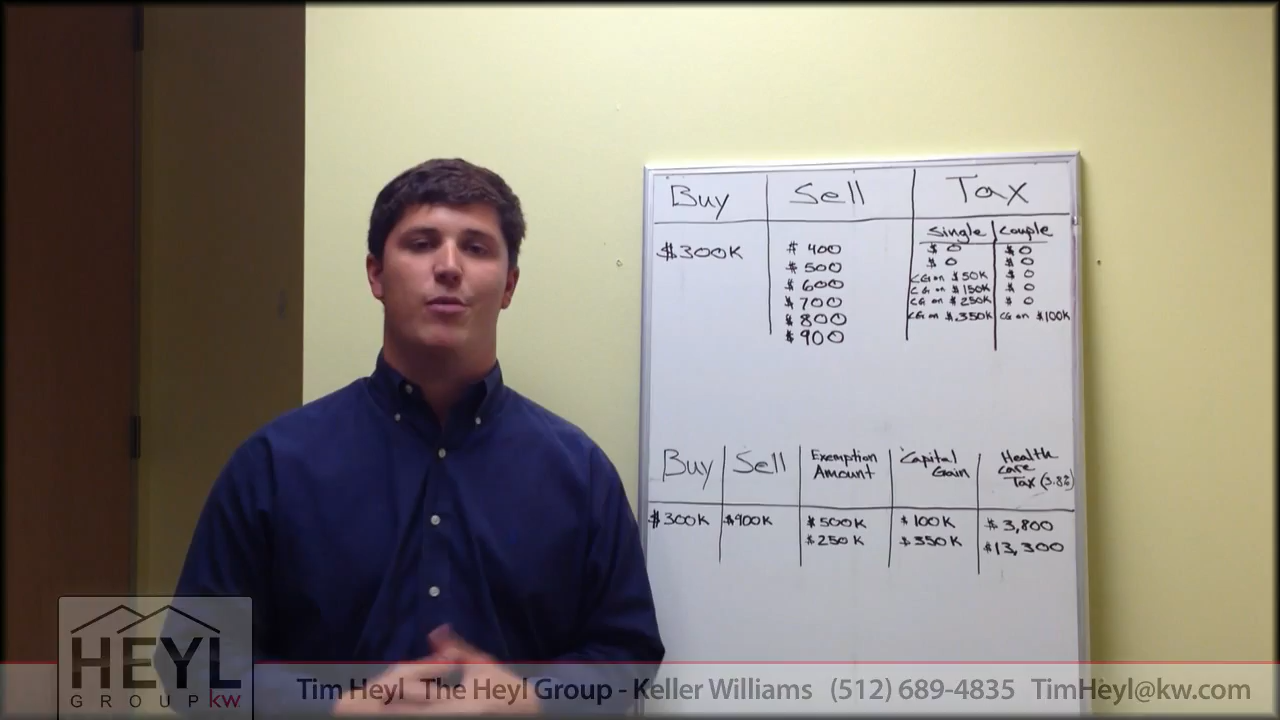 Buy Sell Tax
Single Couple
$300K $ 400 $ 0 $ 0
$ 500 $ 0 $ 0
$ 600 CG on $50K $ 0
$ 700 CG on $150K $ 0
$ 800 CG on $250K $ 0
$ 900 CG on $350K CG on $100K
Buy Sell Exemption Amount Capital Gain Health Care Tax (3.8%)
$300K $900K $500K $100K $3,800
$250K $350K $13,300
HEYL
GROUP KW
Tim Heyl The Heyl Group - Keller Williams (512) 689-4835 TimHeyl@kw.com